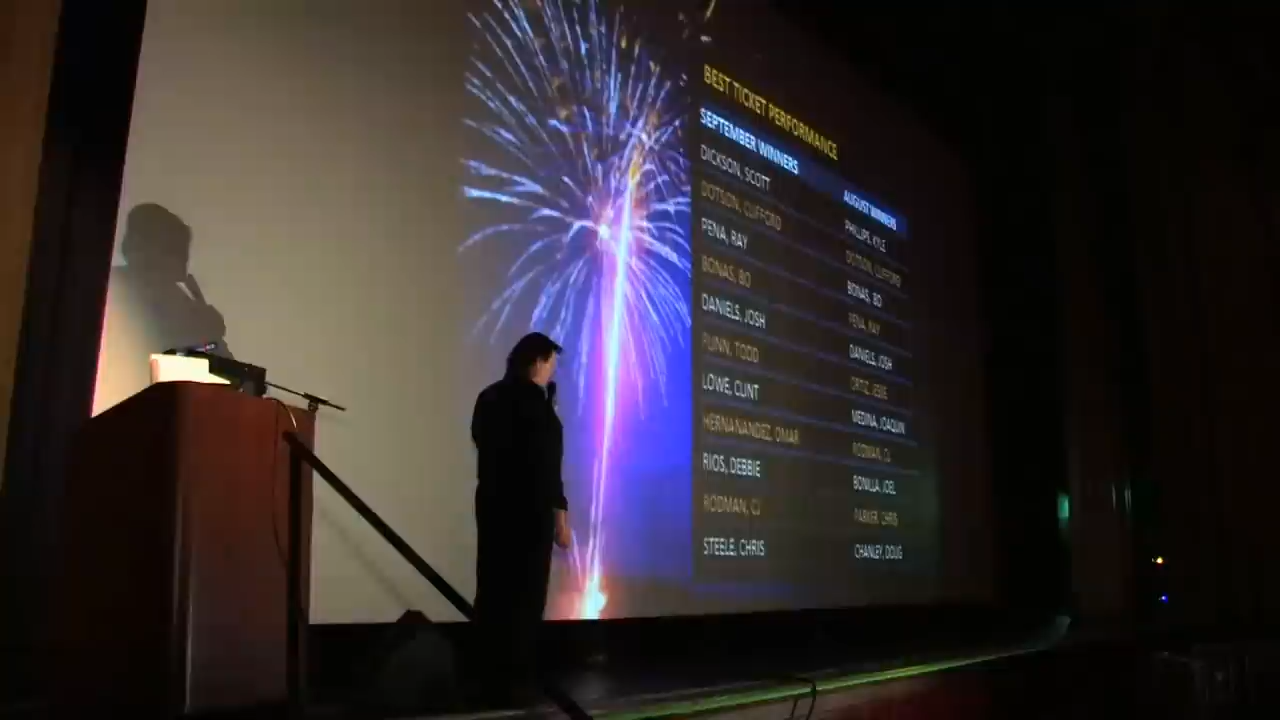 BEST TICKET PERFORMANCE
SEPTEMBER WINNERS
DICKSON, SCOTT
DOTSON, CLIFFORD
PENA, RAY
BONAS, BO
DANIELS, JOSH
PUNN, TODD
LOWE, CLINT
HERNANANDEZ, OMAR
RIOS, DEBBIE
RODMAN, CJ
STEELE, CHRIS
AUGUST WINNERS
PHILLIPS, KYLE
DOTSON, CLIFFORD
BONAS, BO
PENA, RAY
DANIELS, JOSH
ORTIZ, JESSE
MEDINA, JOAQUIN
RODMAN, CJ
BONILLA, JOEL
PARKER, CHRIS
CHANLEY, DOUG